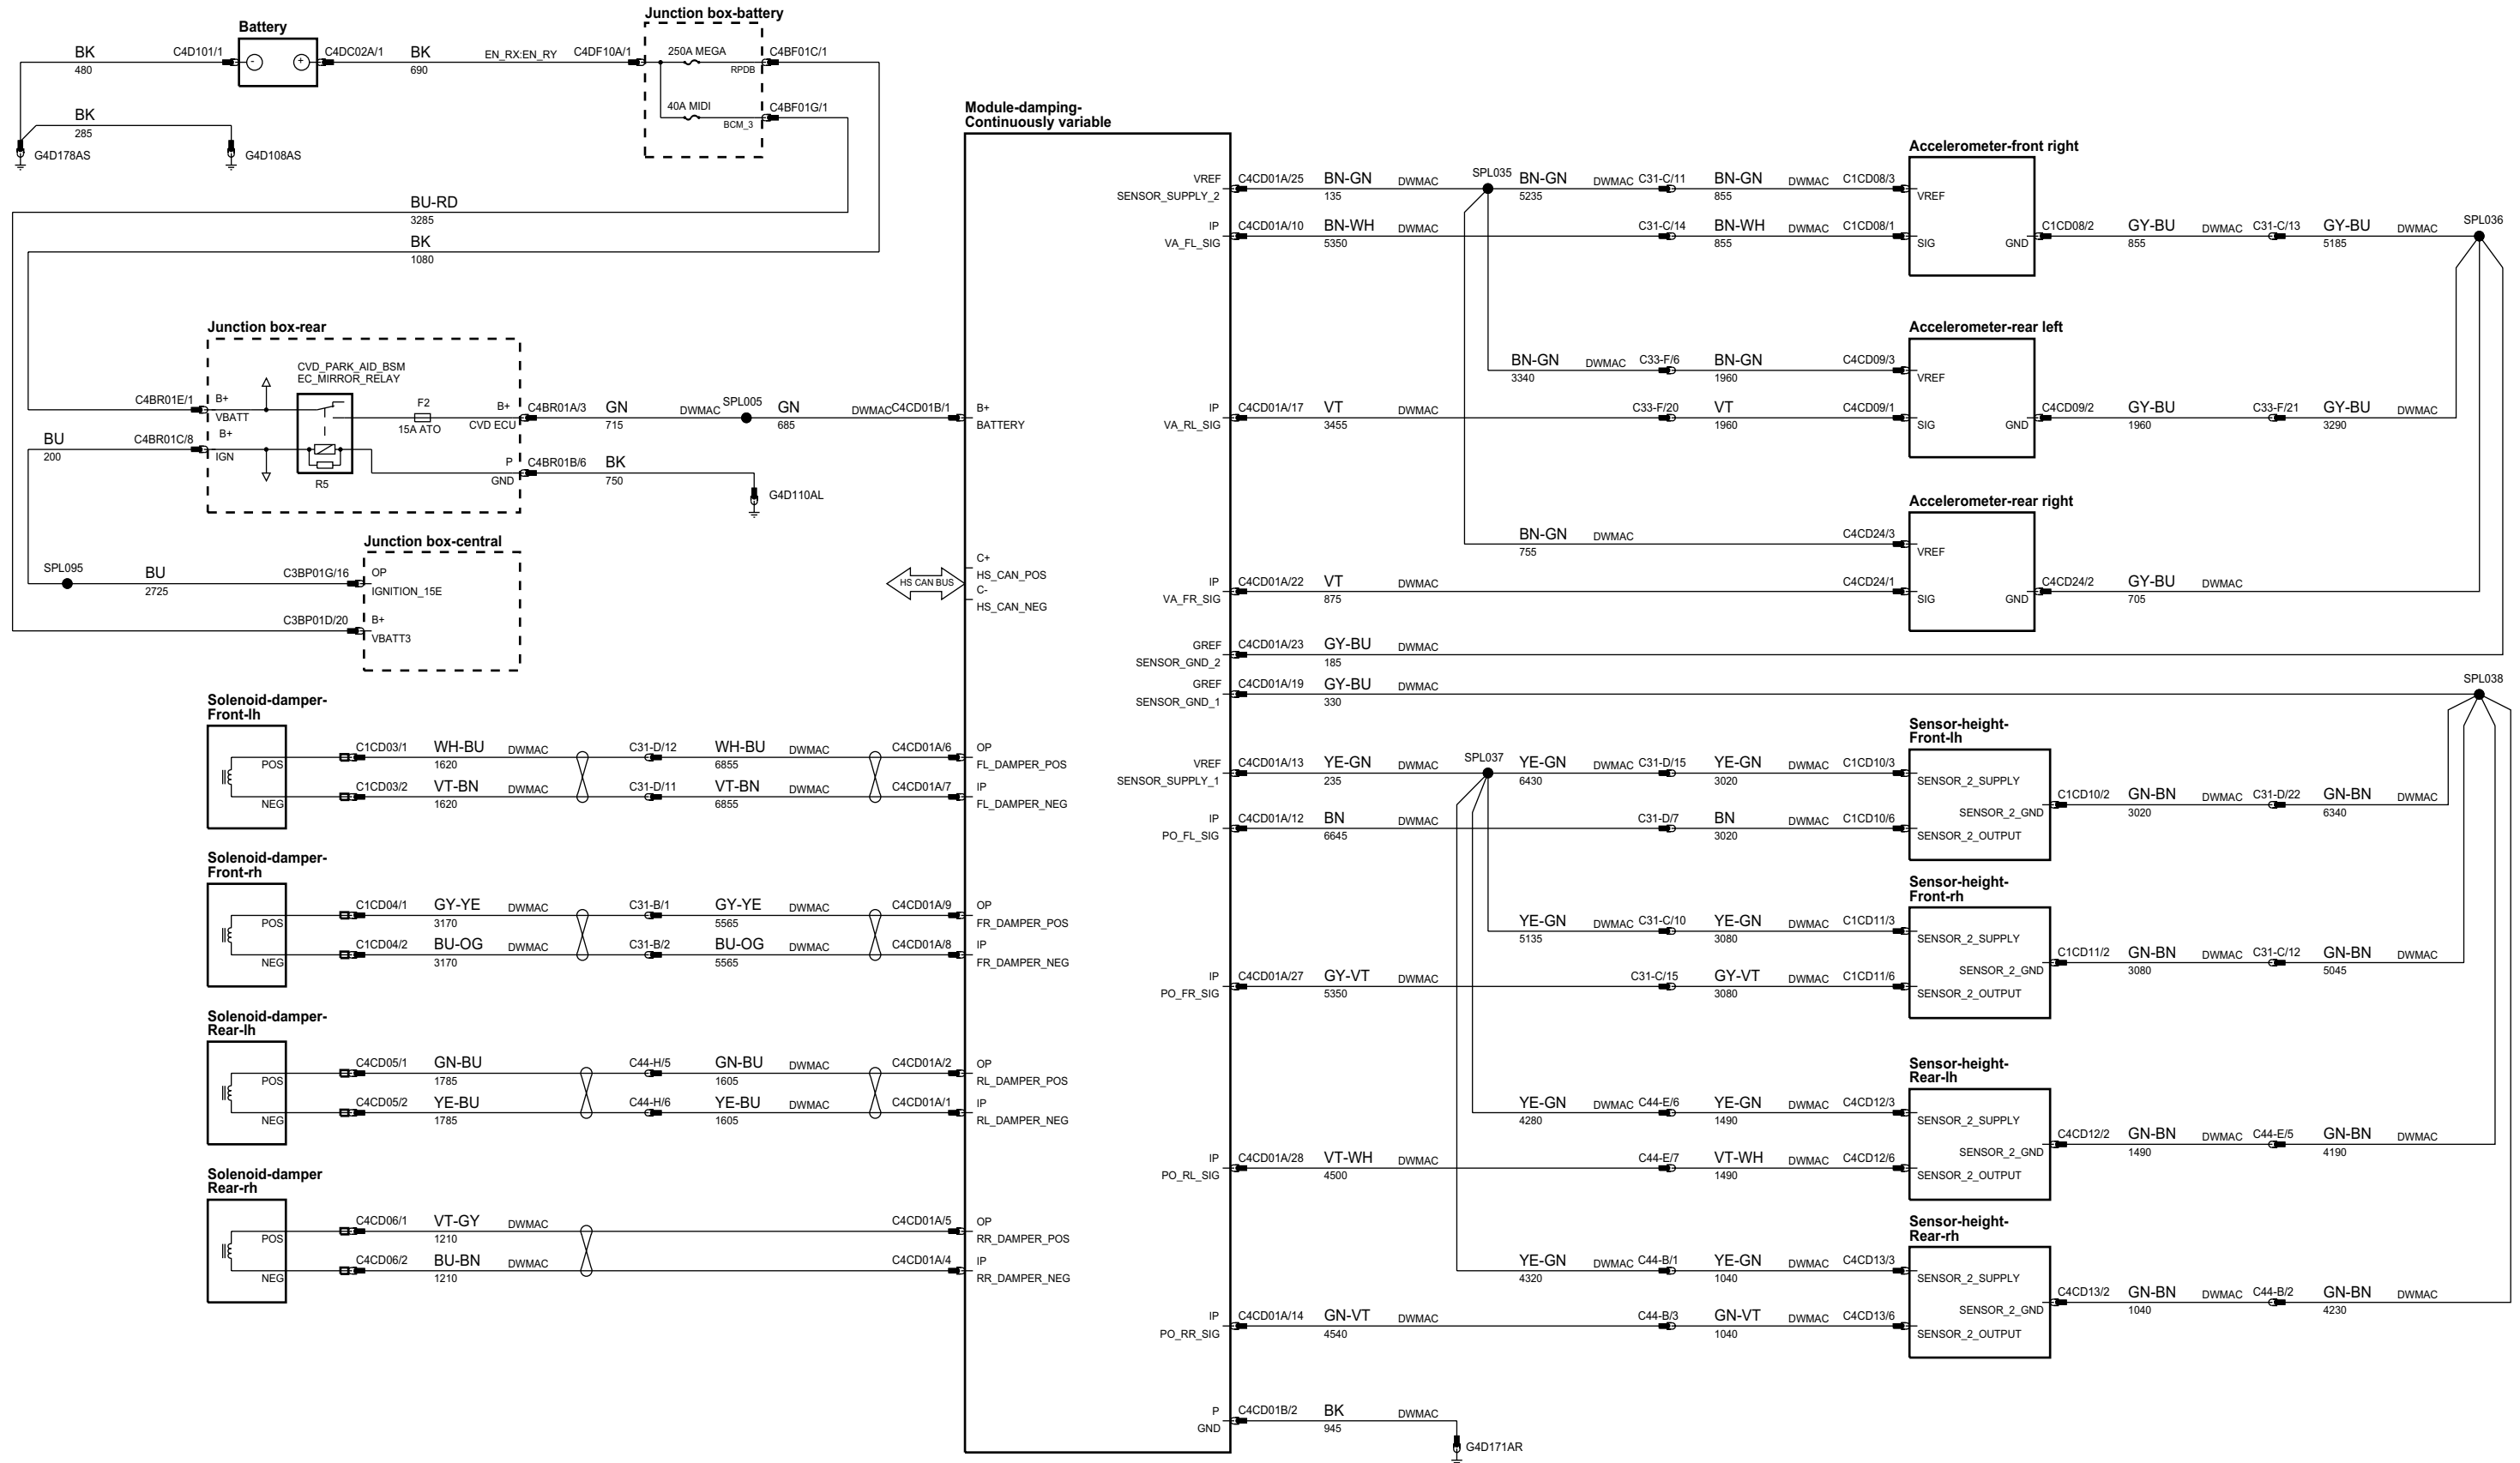 Junction box-battery
Battery
BK
480
C4D101/1
-
+
C4DC02A/1
BK
690
EN_RX:EN_RY
C4DF10A/1
250A MEGA
RPDB
C4BF01C/1
40A MIDI
BCM_3
C4BF01G/1
BK
285
G4D178AS
G4D108AS
BU-RD
3285
BK
1080
Junction box-rear
CVD_PARK_AID_BSM
EC_MIRROR_RELAY
C4BR01E/1
B+
VBATT
F2
15A ATO
B+
CVD ECU
C4BR01A/3
GN
715
DWMAC
SPL005
GN
685
DWMAC
C4CD01B/1
BU
200
C4BR01C/8
B+
IGN
R5
P
GND
C4BR01B/6
BK
750
G4D110AL
Junction box-central
SPL095
BU
2725
C3BP01G/16
OP
IGNITION_15E
C3BP01D/20
B+
VBATT3
Solenoid-damper-
Front-lh
POS
C1CD03/1
WH-BU
1620
DWMAC
C31-D/12
WH-BU
6855
DWMAC
C4CD01A/6
NEG
C1CD03/2
VT-BN
1620
DWMAC
C31-D/11
VT-BN
6855
DWMAC
C4CD01A/7
Solenoid-damper-
Front-rh
POS
C1CD04/1
GY-YE
3170
DWMAC
C31-B/1
GY-YE
5565
DWMAC
C4CD01A/9
NEG
C1CD04/2
BU-OG
3170
DWMAC
C31-B/2
BU-OG
5565
DWMAC
C4CD01A/8
Solenoid-damper-
Rear-lh
POS
C4CD05/1
GN-BU
1785
C44-H/5
GN-BU
1605
DWMAC
C4CD01A/2
NEG
C4CD05/2
YE-BU
1785
C44-H/6
YE-BU
1605
DWMAC
C4CD01A/1
Solenoid-damper
Rear-rh
POS
C4CD06/1
VT-GY
1210
DWMAC
C4CD01A/5
NEG
C4CD06/2
BU-BN
1210
DWMAC
C4CD01A/4
Module-damping-
Continuously variable
B+
BATTERY
HS CAN BUS
C+
HS_CAN_POS
C-
HS_CAN_NEG
OP
FL_DAMPER_POS
IP
FL_DAMPER_NEG
OP
FR_DAMPER_POS
IP
FR_DAMPER_NEG
OP
RL_DAMPER_POS
IP
RL_DAMPER_NEG
OP
RR_DAMPER_POS
IP
RR_DAMPER_NEG
VREF
SENSOR_SUPPLY_2
C4CD01A/25
BN-GN
135
DWMAC
SPL035
BN-GN
5235
DWMAC
C31-C/11
BN-GN
855
DWMAC
C1CD08/3
IP
VA_FL_SIG
C4CD01A/10
BN-WH
5350
DWMAC
C31-C/14
BN-WH
855
DWMAC
C1CD08/1
Accelerometer-front right
VREF
SIG
GND
C1CD08/2
GY-BU
855
DWMAC
C31-C/13
GY-BU
5185
DWMAC
SPL036
BN-GN
3340
DWMAC
C33-F/6
BN-GN
1960
C4CD09/3
IP
VA_RL_SIG
C4CD01A/17
VT
3455
DWMAC
C33-F/20
VT
1960
C4CD09/1
Accelerometer-rear left
VREF
SIG
GND
C4CD09/2
GY-BU
1960
C33-F/21
GY-BU
3290
DWMAC
BN-GN
755
DWMAC
C4CD24/3
IP
VA_FR_SIG
C4CD01A/22
VT
875
DWMAC
C4CD24/1
Accelerometer-rear right
VREF
SIG
GND
C4CD24/2
GY-BU
705
DWMAC
GREF
SENSOR_GND_2
C4CD01A/23
GY-BU
185
DWMAC
GREF
SENSOR_GND_1
C4CD01A/19
GY-BU
330
DWMAC
SPL038
VREF
SENSOR_SUPPLY_1
C4CD01A/13
YE-GN
235
DWMAC
SPL037
YE-GN
6430
DWMAC
C31-D/15
YE-GN
3020
DWMAC
C1CD10/3
IP
PO_FL_SIG
C4CD01A/12
BN
6645
DWMAC
C31-D/7
BN
3020
DWMAC
C1CD10/6
Sensor-height-
Front-lh
SENSOR_2_SUPPLY
SENSOR_2_GND
SENSOR_2_OUTPUT
C1CD10/2
GN-BN
3020
DWMAC
C31-D/22
GN-BN
6340
DWMAC
YE-GN
5135
DWMAC
C31-C/10
YE-GN
3080
DWMAC
C1CD11/3
IP
PO_FR_SIG
C4CD01A/27
GY-VT
5350
DWMAC
C31-C/15
GY-VT
3080
DWMAC
C1CD11/6
Sensor-height-
Front-rh
SENSOR_2_SUPPLY
SENSOR_2_GND
SENSOR_2_OUTPUT
C1CD11/2
GN-BN
3080
DWMAC
C31-C/12
GN-BN
5045
DWMAC
YE-GN
4280
DWMAC
C44-E/6
YE-GN
1490
DWMAC
C4CD12/3
IP
PO_RL_SIG
C4CD01A/28
VT-WH
4500
DWMAC
C44-E/7
VT-WH
1490
DWMAC
C4CD12/6
Sensor-height-
Rear-lh
SENSOR_2_SUPPLY
SENSOR_2_GND
SENSOR_2_OUTPUT
C4CD12/2
GN-BN
1490
DWMAC
C44-E/5
GN-BN
4190
DWMAC
YE-GN
4320
DWMAC
C44-B/1
YE-GN
1040
DWMAC
C4CD13/3
IP
PO_RR_SIG
C4CD01A/14
GN-VT
4540
DWMAC
C44-B/3
GN-VT
1040
DWMAC
C4CD13/6
Sensor-height-
Rear-rh
SENSOR_2_SUPPLY
SENSOR_2_GND
SENSOR_2_OUTPUT
C4CD13/2
GN-BN
1040
DWMAC
C44-B/2
GN-BN
4230
DWMAC
P
GND
C4CD01B/2
BK
945
DWMAC
G4D171AR